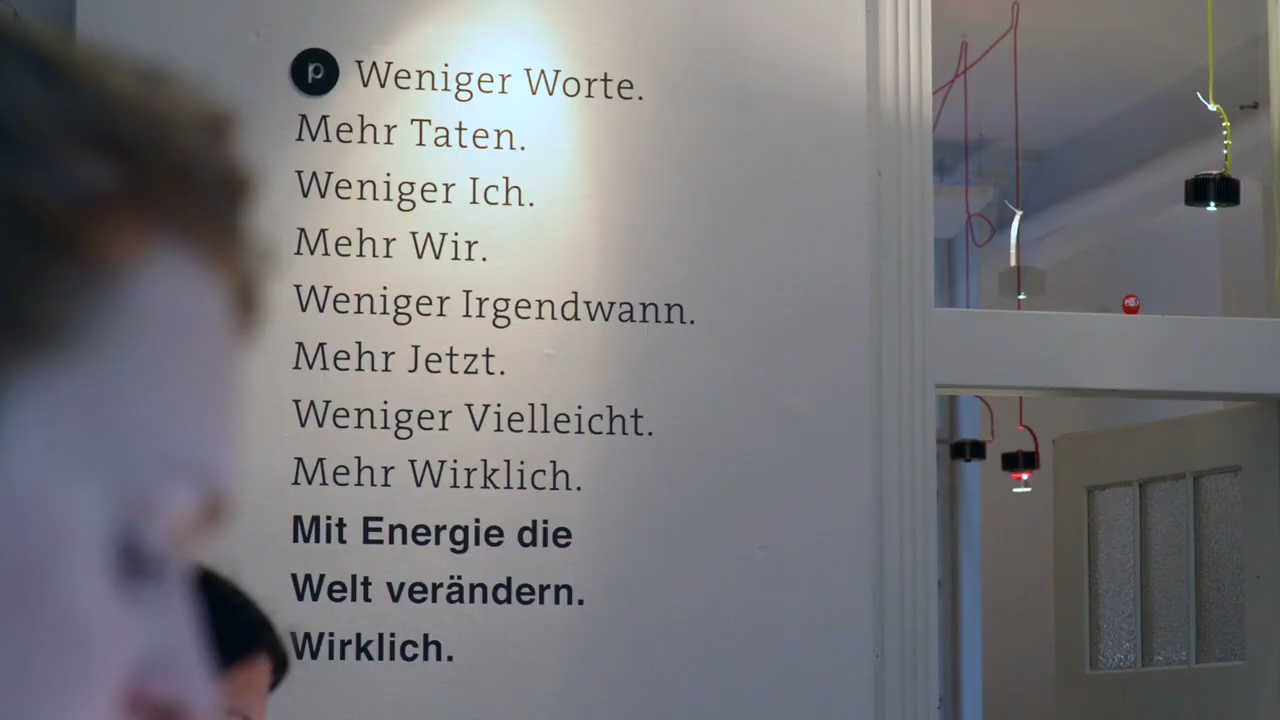 p Weniger Worte.
Mehr Taten.
Weniger Ich.
Mehr Wir.
Weniger Irgendwann.
Mehr Jetzt.
Weniger Vielleicht.
Mehr Wirklich.
Mit Energie die
Welt verändern.
Wirklich.